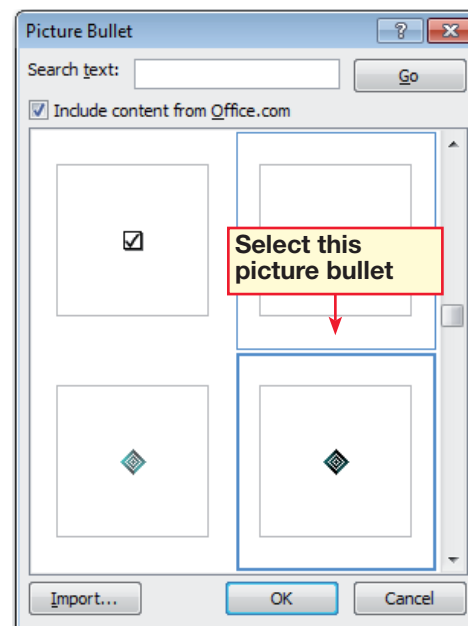 Picture Bullet
Search text:
Go
Include content from Office.com
Select this
picture bullet
Import...
OK
Cancel